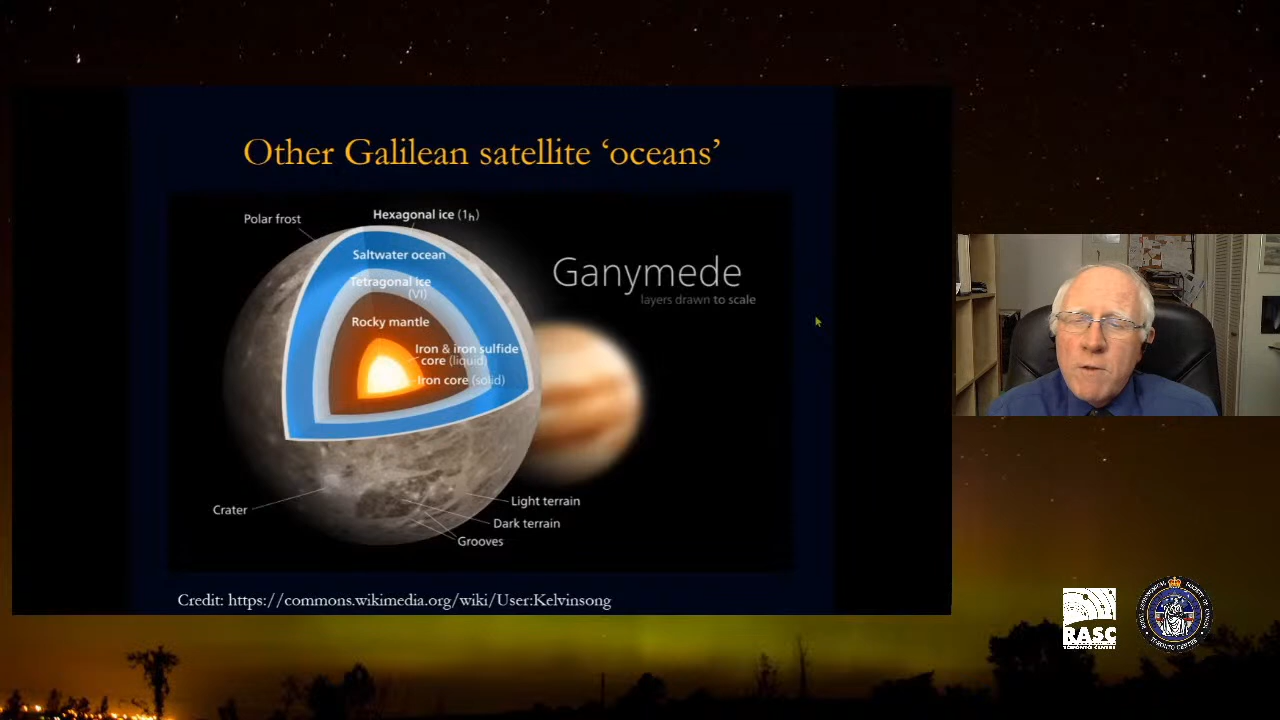 Other Galilean satellite ‘oceans’
Polar frost
Hexagonal ice (1h)
Saltwater ocean
Tetragonal ice
(VI)
Rocky mantle
Iron & iron sulfide
core (liquid)
Iron core (solid)
Ganymede
layers drawn to scale
Crater
Light terrain
Dark terrain
Grooves
Credit: https://commons.wikimedia.org/wiki/User:Kelvinsong
RASC
TORONTO CENTRE